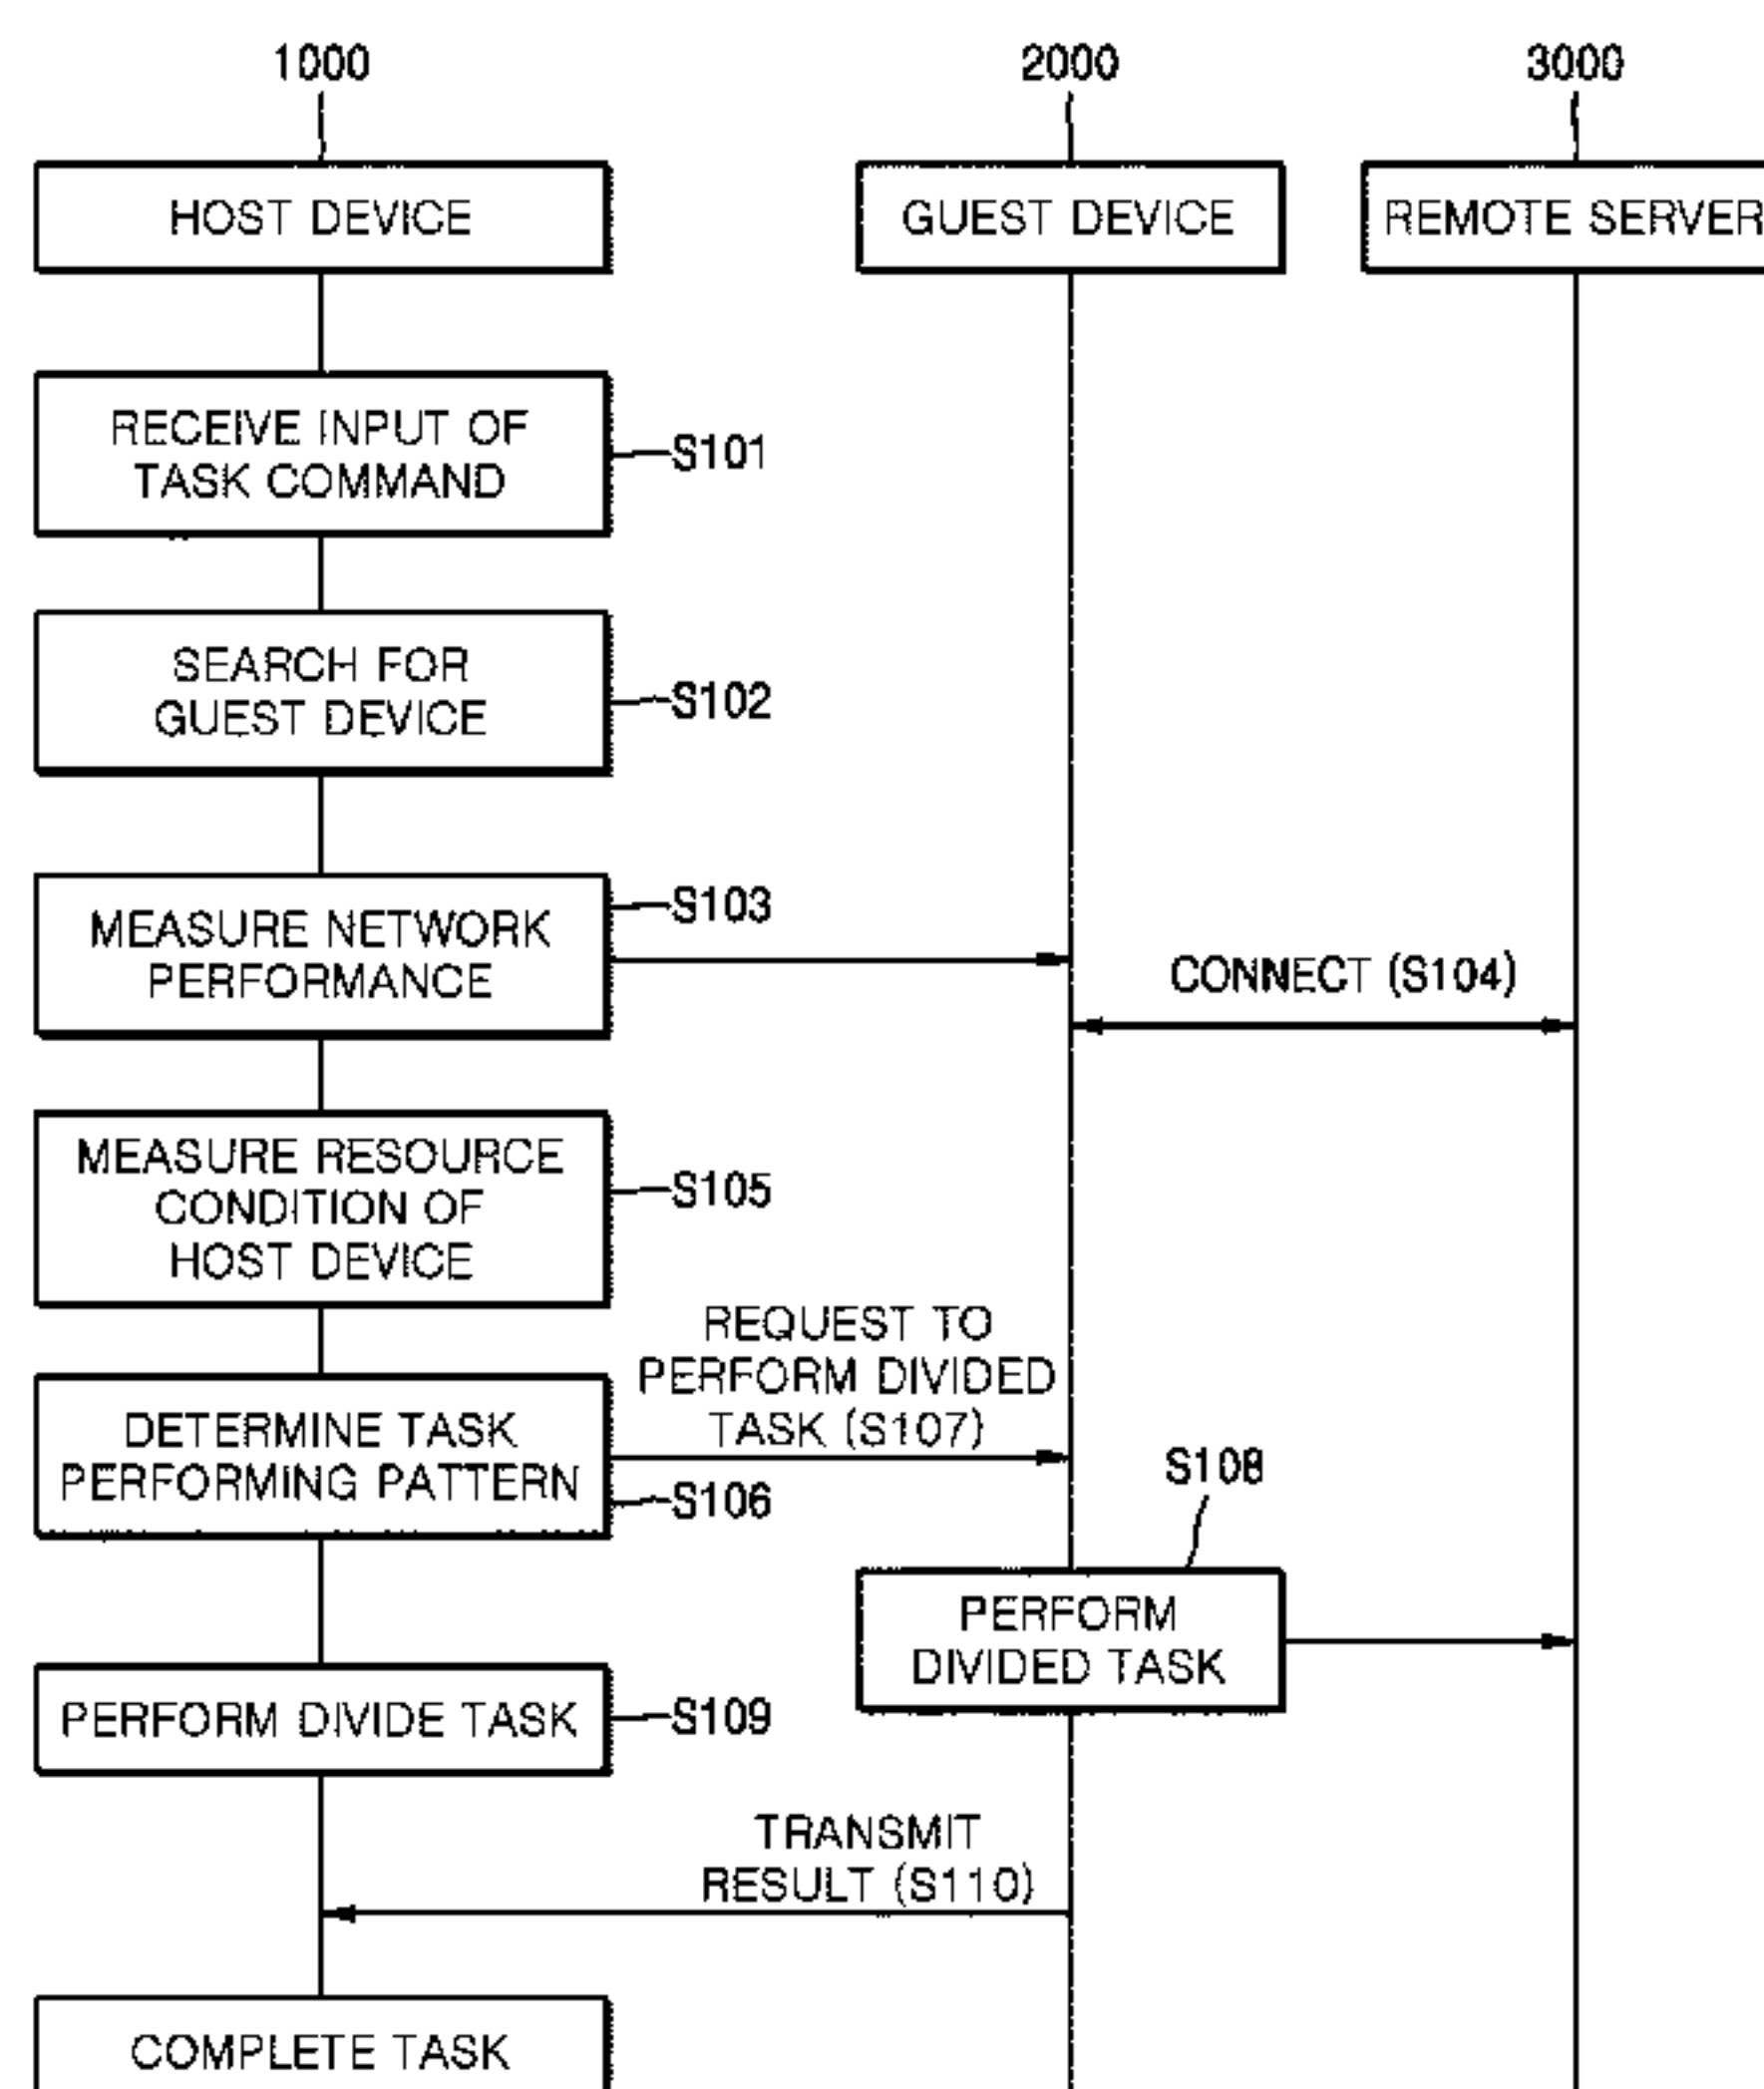 1000
2000
3000
HOST DEVICE
GUEST DEVICE
REMOTE SERVER
RECEIVE INPUT OF
TASK COMMAND
S101
SEARCH FOR
GUEST DEVICE
S102
MEASURE NETWORK
PERFORMANCE
S103
CONNECT (S104)
MEASURE RESOURCE
CONDITION OF
HOST DEVICE
S105
REQUEST TO
PERFORM DIVIDED
TASK (S107)
DETERMINE TASK
PERFORMING PATTERN
S106
S108
PERFORM
DIVIDED TASK
PERFORM DIVIDE TASK
S109
TRANSMIT
RESULT (S110)
COMPLETE TASK